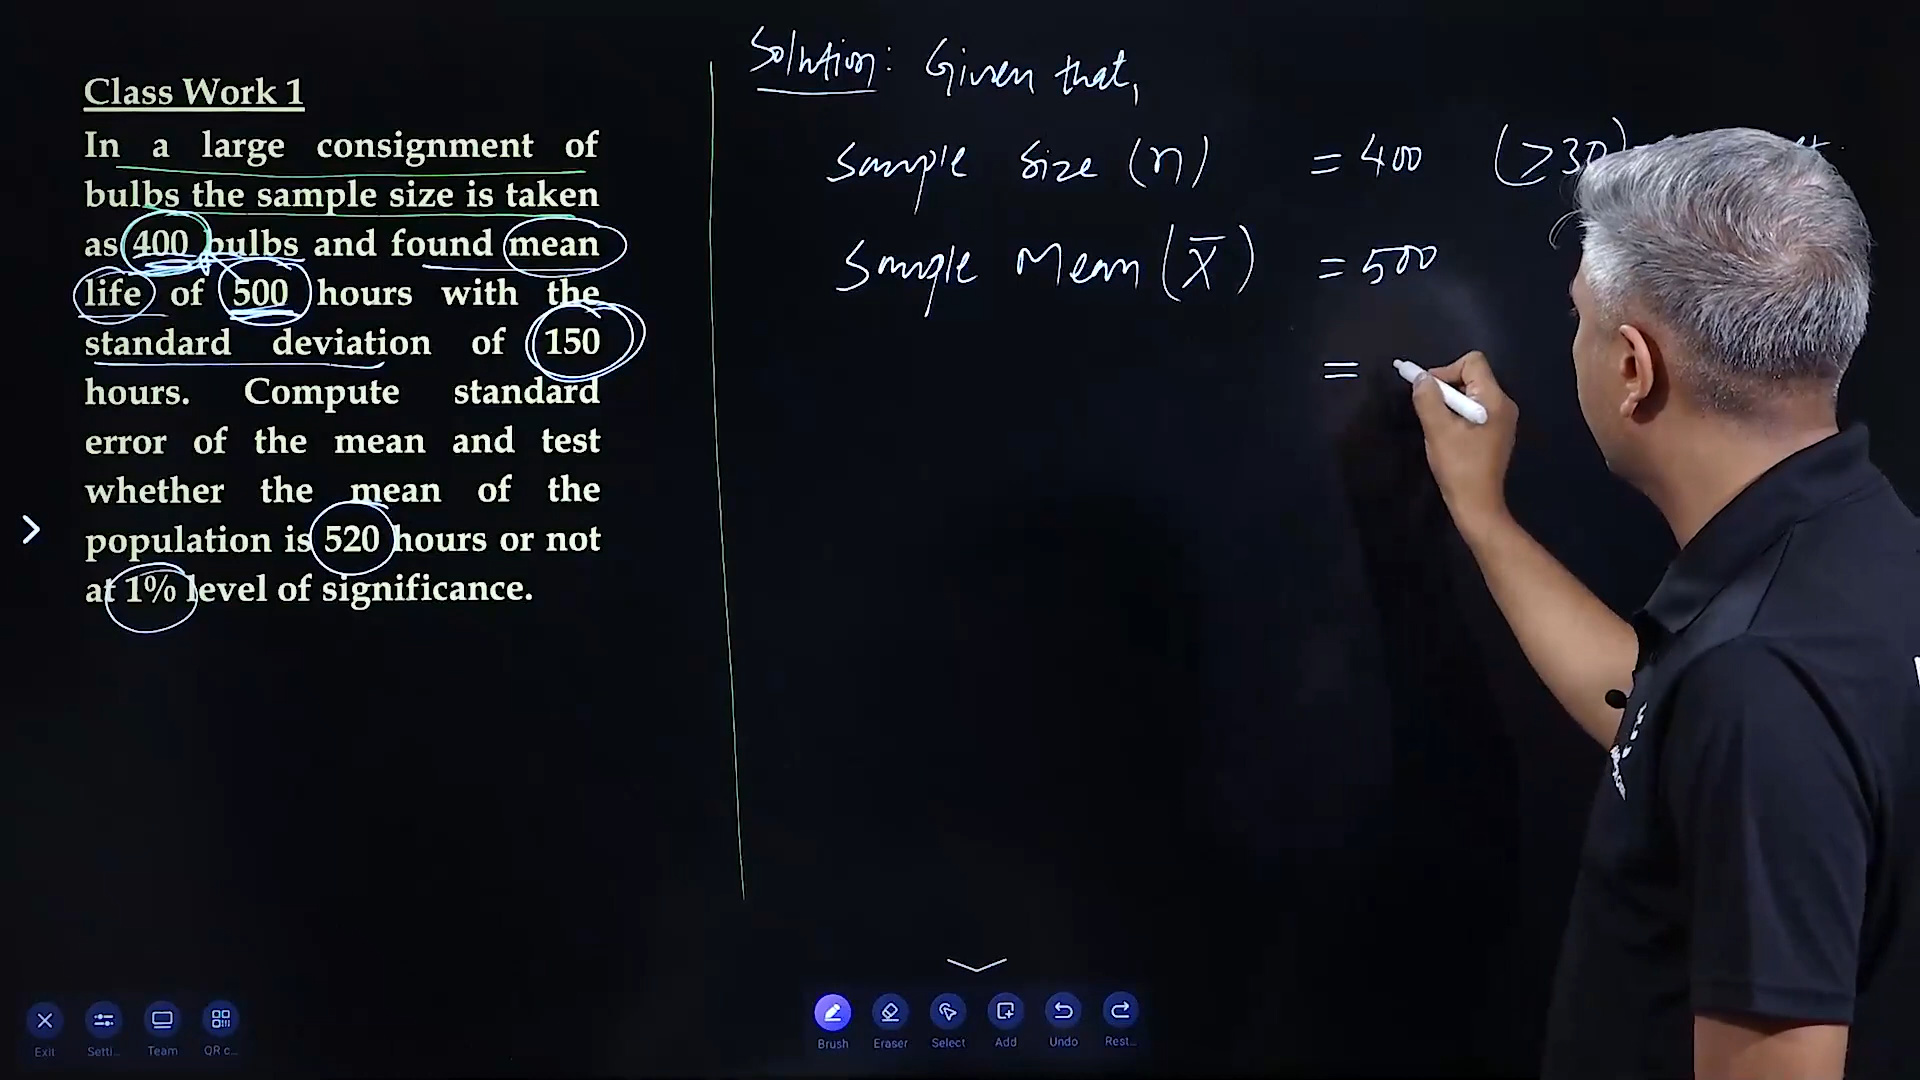 Class Work 1
In a large consignment of
bulbs the sample size is taken
as 400 bulbs and found mean
life of 500 hours with the
standard deviation of 150
hours. Compute standard
error of the mean and test
whether the mean of the
population is 520 hours or not
at 1% level of significance.
Solution: Given that,
Sample Size (n) = 400 (≥30)
Sample Mean (X̄) = 500
=
Exit
Setti...
Team
QR c...
Brush
Eraser
Select
Add
Undo
Rest...